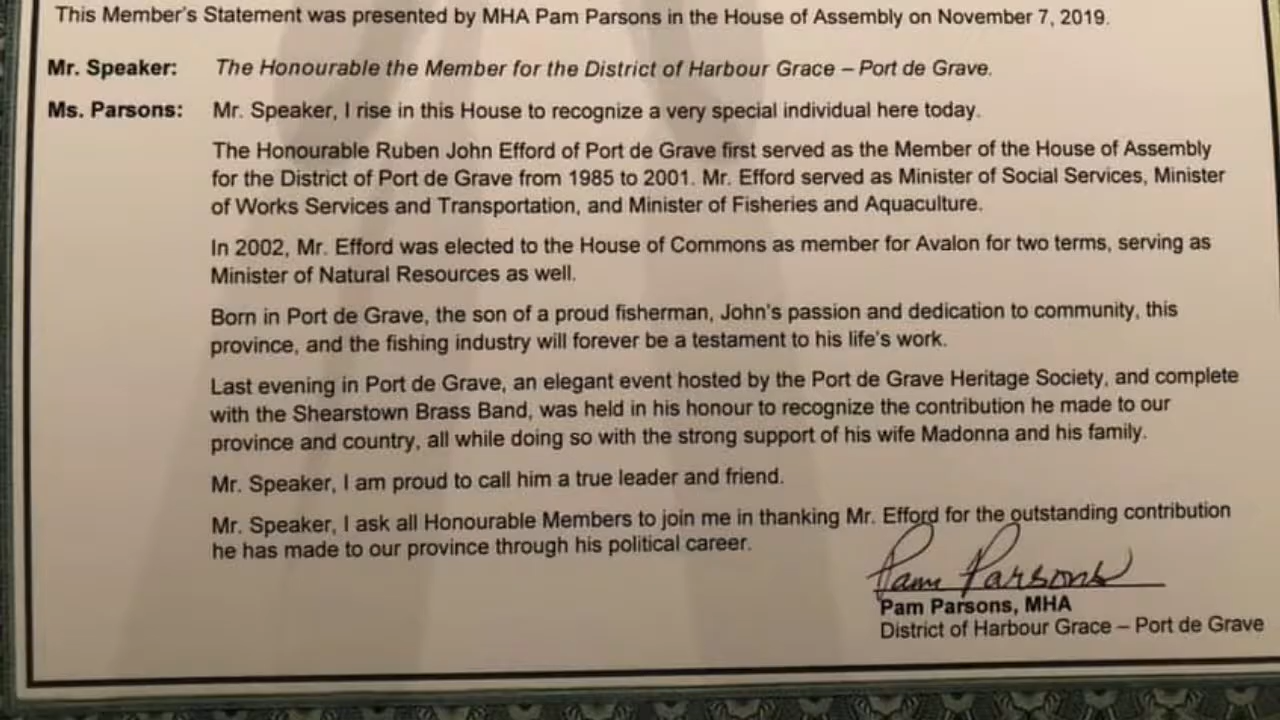 This Member's Statement was presented by MHA Pam Parsons in the House of Assembly on November 7, 2019.
Mr. Speaker: The Honourable the Member for the District of Harbour Grace – Port de Grave.
Ms. Parsons: Mr. Speaker, I rise in this House to recognize a very special individual here today.
The Honourable Ruben John Efford of Port de Grave first served as the Member of the House of Assembly
for the District of Port de Grave from 1985 to 2001. Mr. Efford served as Minister of Social Services, Minister
of Works Services and Transportation, and Minister of Fisheries and Aquaculture.
In 2002, Mr. Efford was elected to the House of Commons as member for Avalon for two terms, serving as
Minister of Natural Resources as well.
Born in Port de Grave, the son of a proud fisherman, John's passion and dedication to community, this
province, and the fishing industry will forever be a testament to his life's work.
Last evening in Port de Grave, an elegant event hosted by the Port de Grave Heritage Society, and complete
with the Shearstown Brass Band, was held in his honour to recognize the contribution he made to our
province and country, all while doing so with the strong support of his wife Madonna and his family.
Mr. Speaker, I am proud to call him a true leader and friend.
Mr. Speaker, I ask all Honourable Members to join me in thanking Mr. Efford for the outstanding contribution
he has made to our province through his political career.
Pam Parsons
Pam Parsons, MHA
District of Harbour Grace – Port de Grave